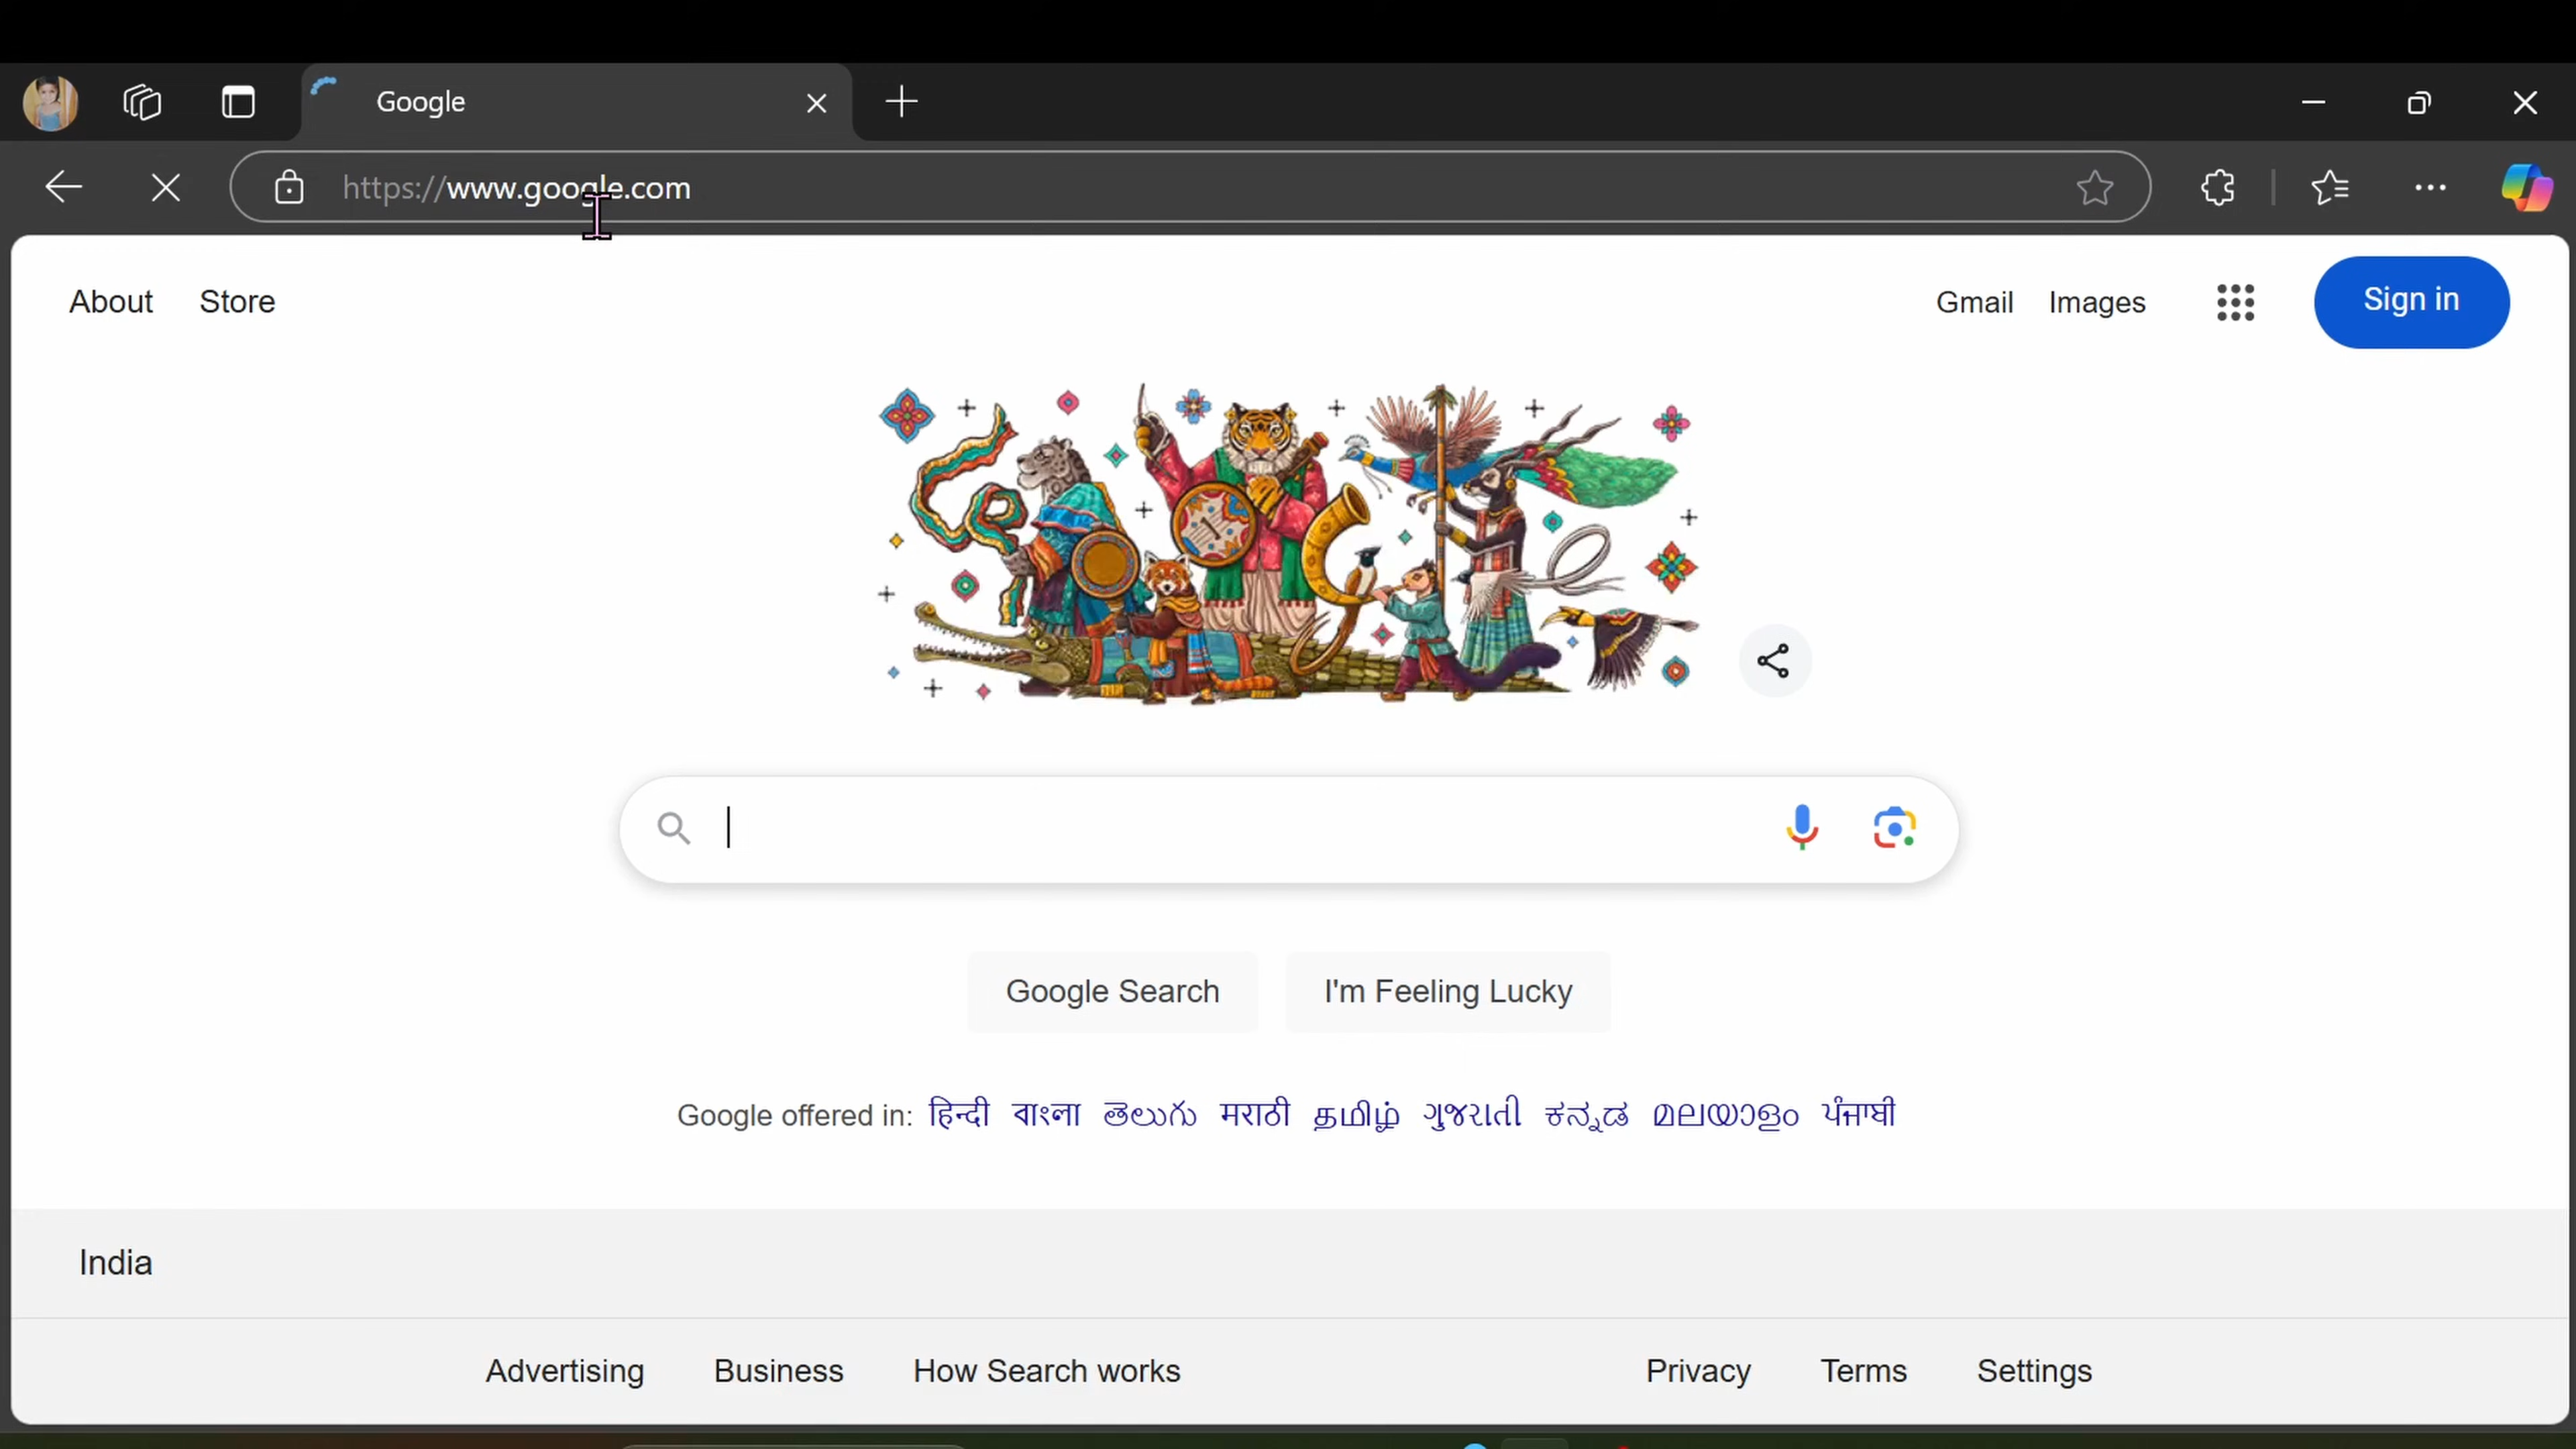 Google
https://www.google.com
About Store
Gmail Images Sign in
Google Search I'm Feeling Lucky
Google offered in: हिन्दी বাংলা తెలుగు मराठी தமிழ் ગુજરાતી ಕನ್ನಡ മലയാളം ਪੰਜਾਬੀ
India
Advertising Business How Search works Privacy Terms Settings